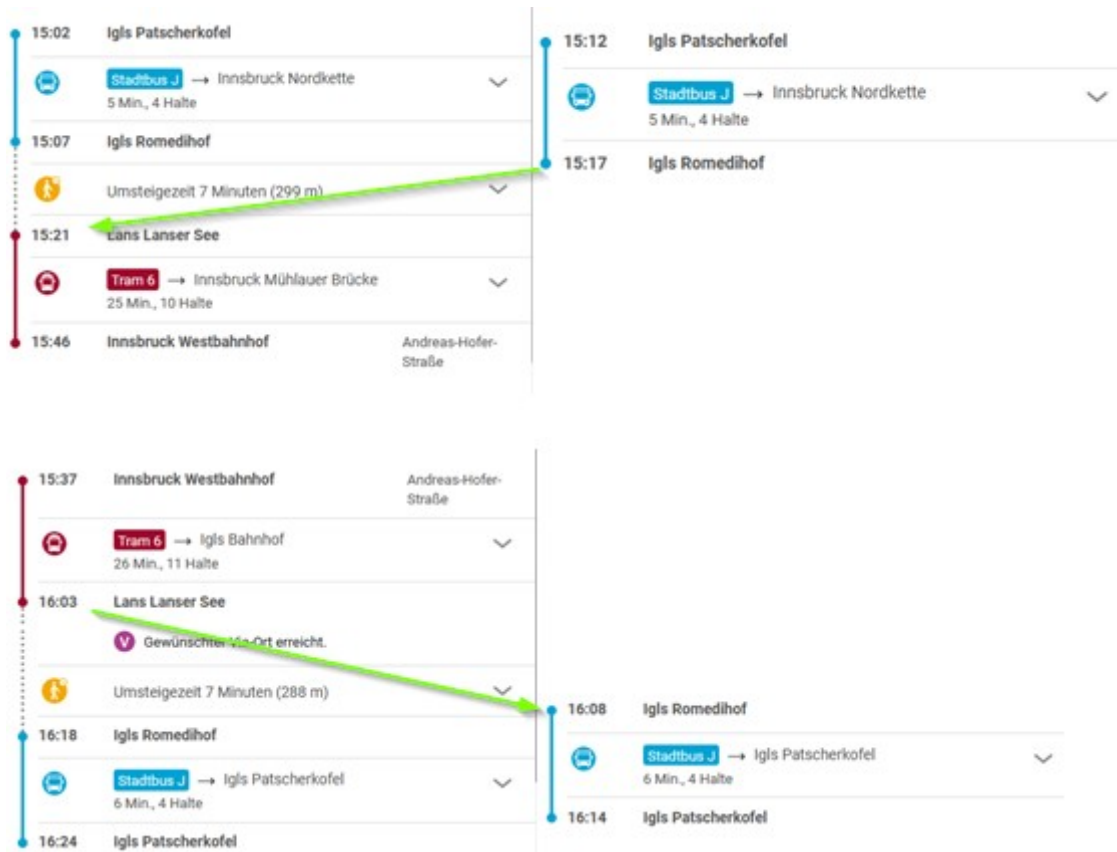 15:02 Igls Patscherkofel
Stadtbus J → Innsbruck Nordkette
5 Min., 4 Halte
15:07 Igls Romedihof
Umsteigezeit 7 Minuten (299 m)
15:21 Lans Lanser See
Tram 6 → Innsbruck Mühlauer Brücke
25 Min., 10 Halte
15:46 Innsbruck Westbahnhof Andreas-Hofer-
Straße
15:12 Igls Patscherkofel
Stadtbus J → Innsbruck Nordkette
5 Min., 4 Halte
15:17 Igls Romedihof
15:37 Innsbruck Westbahnhof Andreas-Hofer-
Straße
Tram 6 → Igls Bahnhof
26 Min., 11 Halte
16:03 Lans Lanser See
V Gewünschter Via-Ort erreicht.
Umsteigezeit 7 Minuten (288 m)
16:18 Igls Romedihof
Stadtbus J → Igls Patscherkofel
6 Min., 4 Halte
16:24 Igls Patscherkofel
16:08 Igls Romedihof
Stadtbus J → Igls Patscherkofel
6 Min., 4 Halte
16:14 Igls Patscherkofel